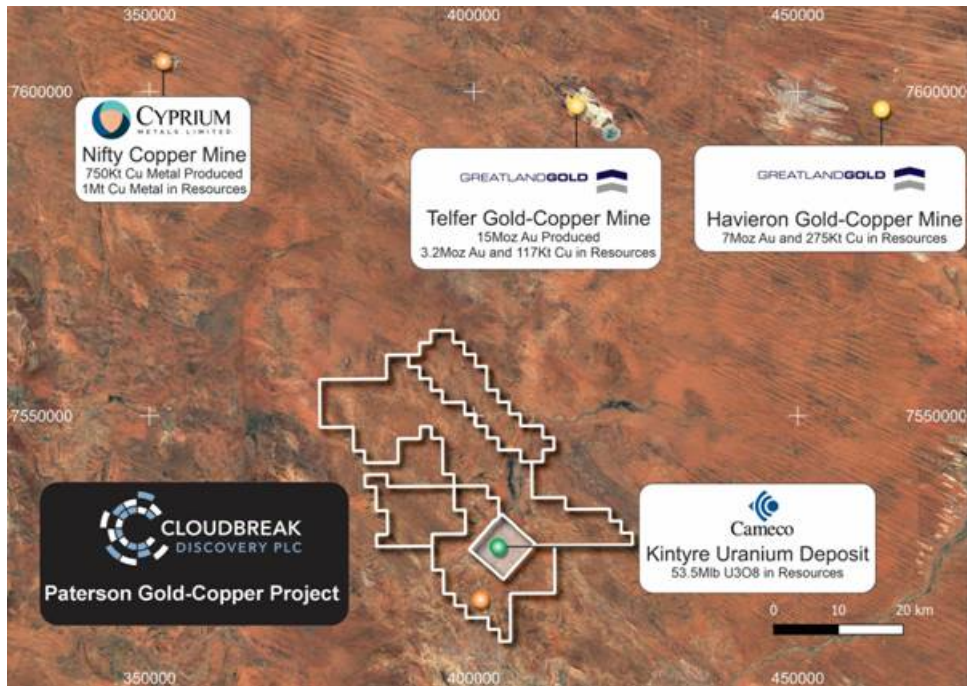 350000
400000
450000
7600000
7600000
CYPRIUM
METALS LIMITED
Nifty Copper Mine
750Kt Cu Metal Produced
1Mt Cu Metal in Resources
GREATLANDGOLD
Telfer Gold-Copper Mine
15Moz Au Produced
3.2Moz Au and 117Kt Cu in Resources
GREATLANDGOLD
Havieron Gold-Copper Mine
7Moz Au and 275Kt Cu in Resources
7550000
7550000
CLOUDBREAK
DISCOVERY PLC
Paterson Gold-Copper Project
Cameco
Kintyre Uranium Deposit
53.5Mlb U3O8 in Resources
0 10 20 km
350000
400000
450000